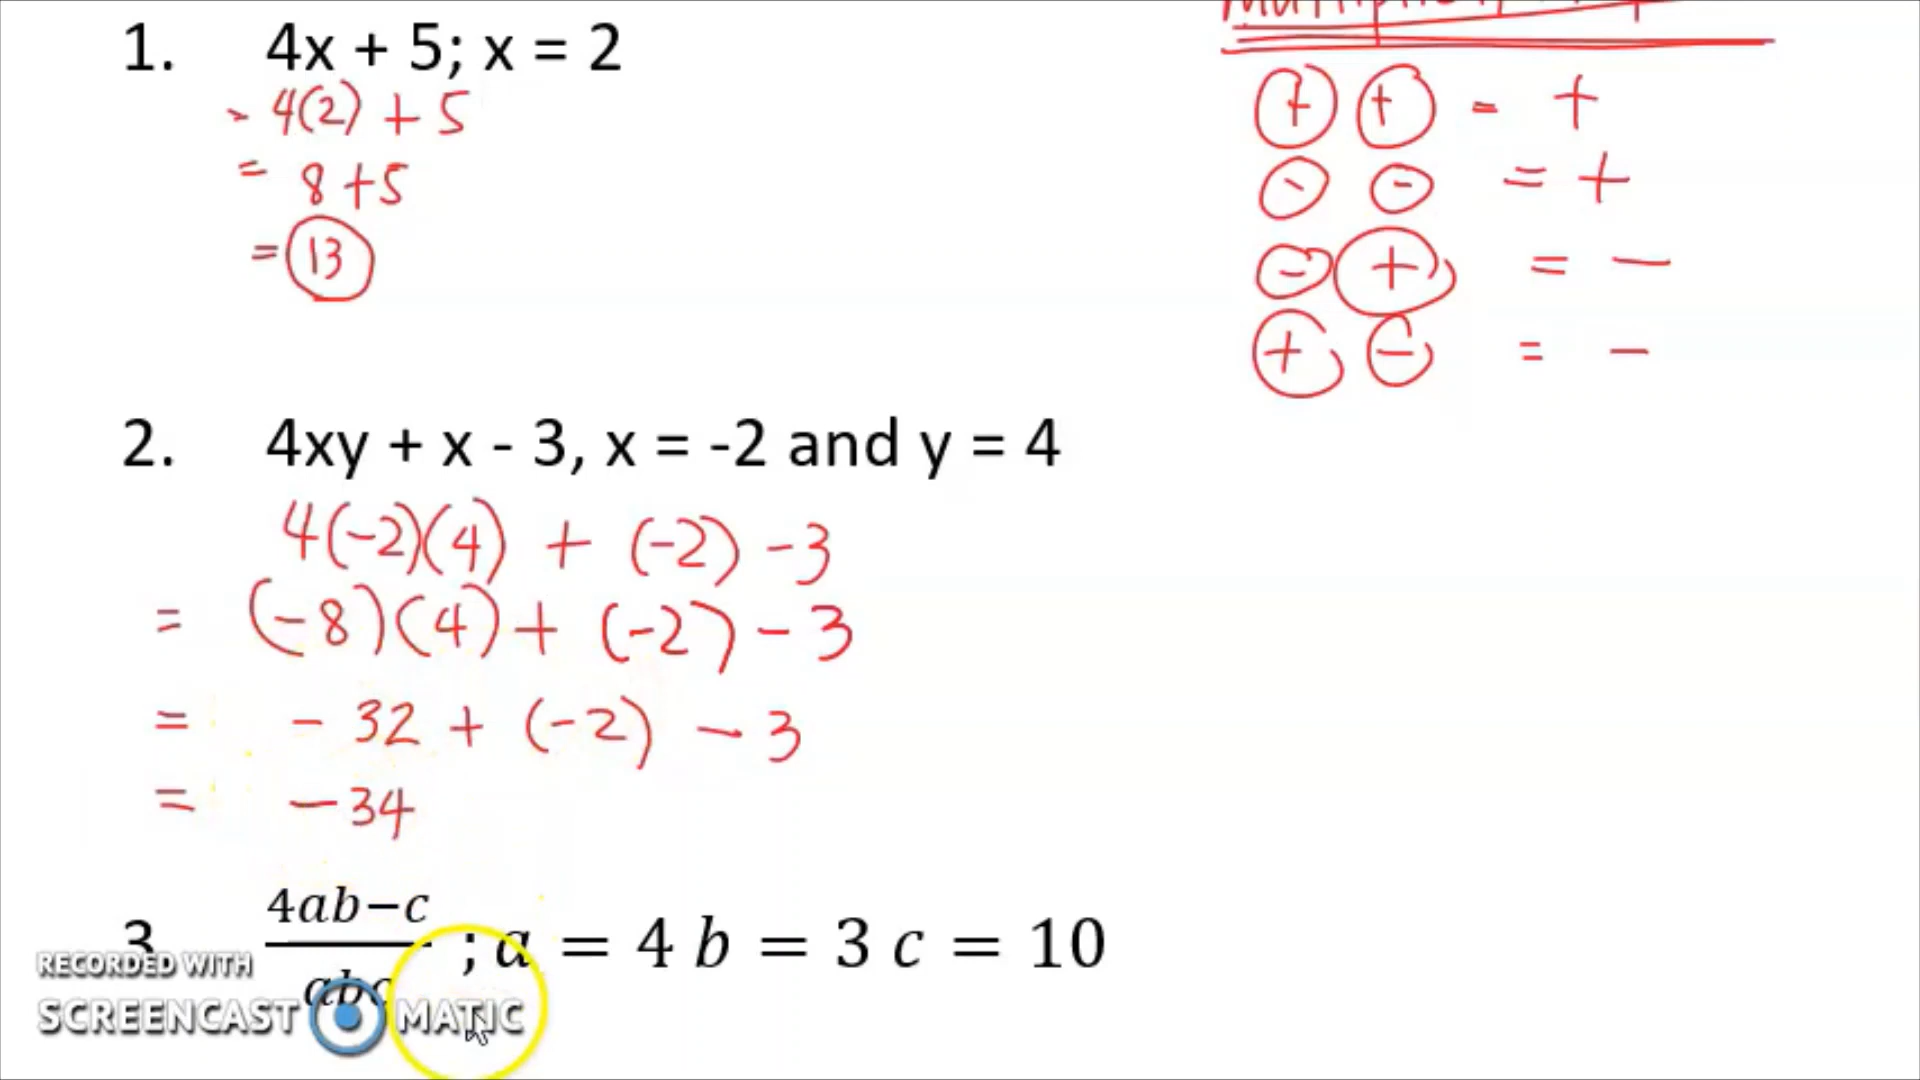 1. 4x + 5; x = 2
- 4(2) + 5
= 8 + 5
= 13
+ + = +
- - = +
- + = -
+ - = -
2. 4xy + x - 3, x = -2 and y = 4
4(-2)(4) + (-2) - 3
= (-8)(4) + (-2) - 3
= - 32 + (-2) - 3
= - 34
3. 4ab−c / abc ; a = 4 b = 3 c = 10
RECORDED WITH
SCREENCAST MATIC